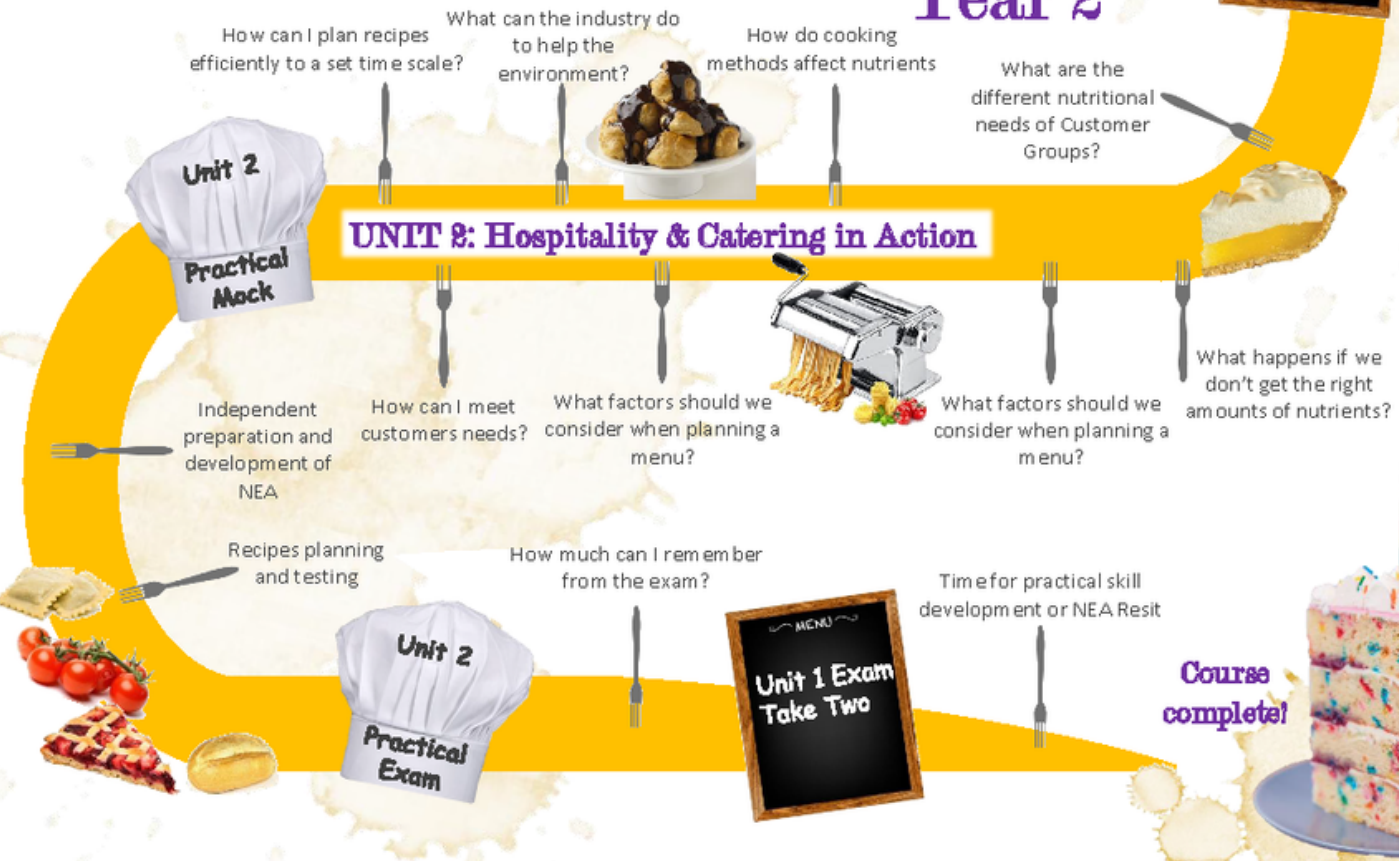 Year 2
What can the industry do
to help the
environment?
How can I plan recipes
efficiently to a set time scale?
How do cooking
methods affect nutrients
What are the
different nutritional
needs of Customer
Groups?
Unit 2
Practical
Mock
UNIT 2: Hospitality & Catering in Action
What happens if we
don't get the right
amounts of nutrients?
What factors should we
consider when planning a
menu?
What factors should we
consider when planning a
menu?
How can I meet
customers needs?
Independent
preparation and
development of
NEA
Recipes planning
and testing
Unit 2
Practical
Exam
How much can I remember
from the exam?
MENU
Unit 1 Exam
Take Two
Time for practical skill
development or NEA Resit
Course
complete!